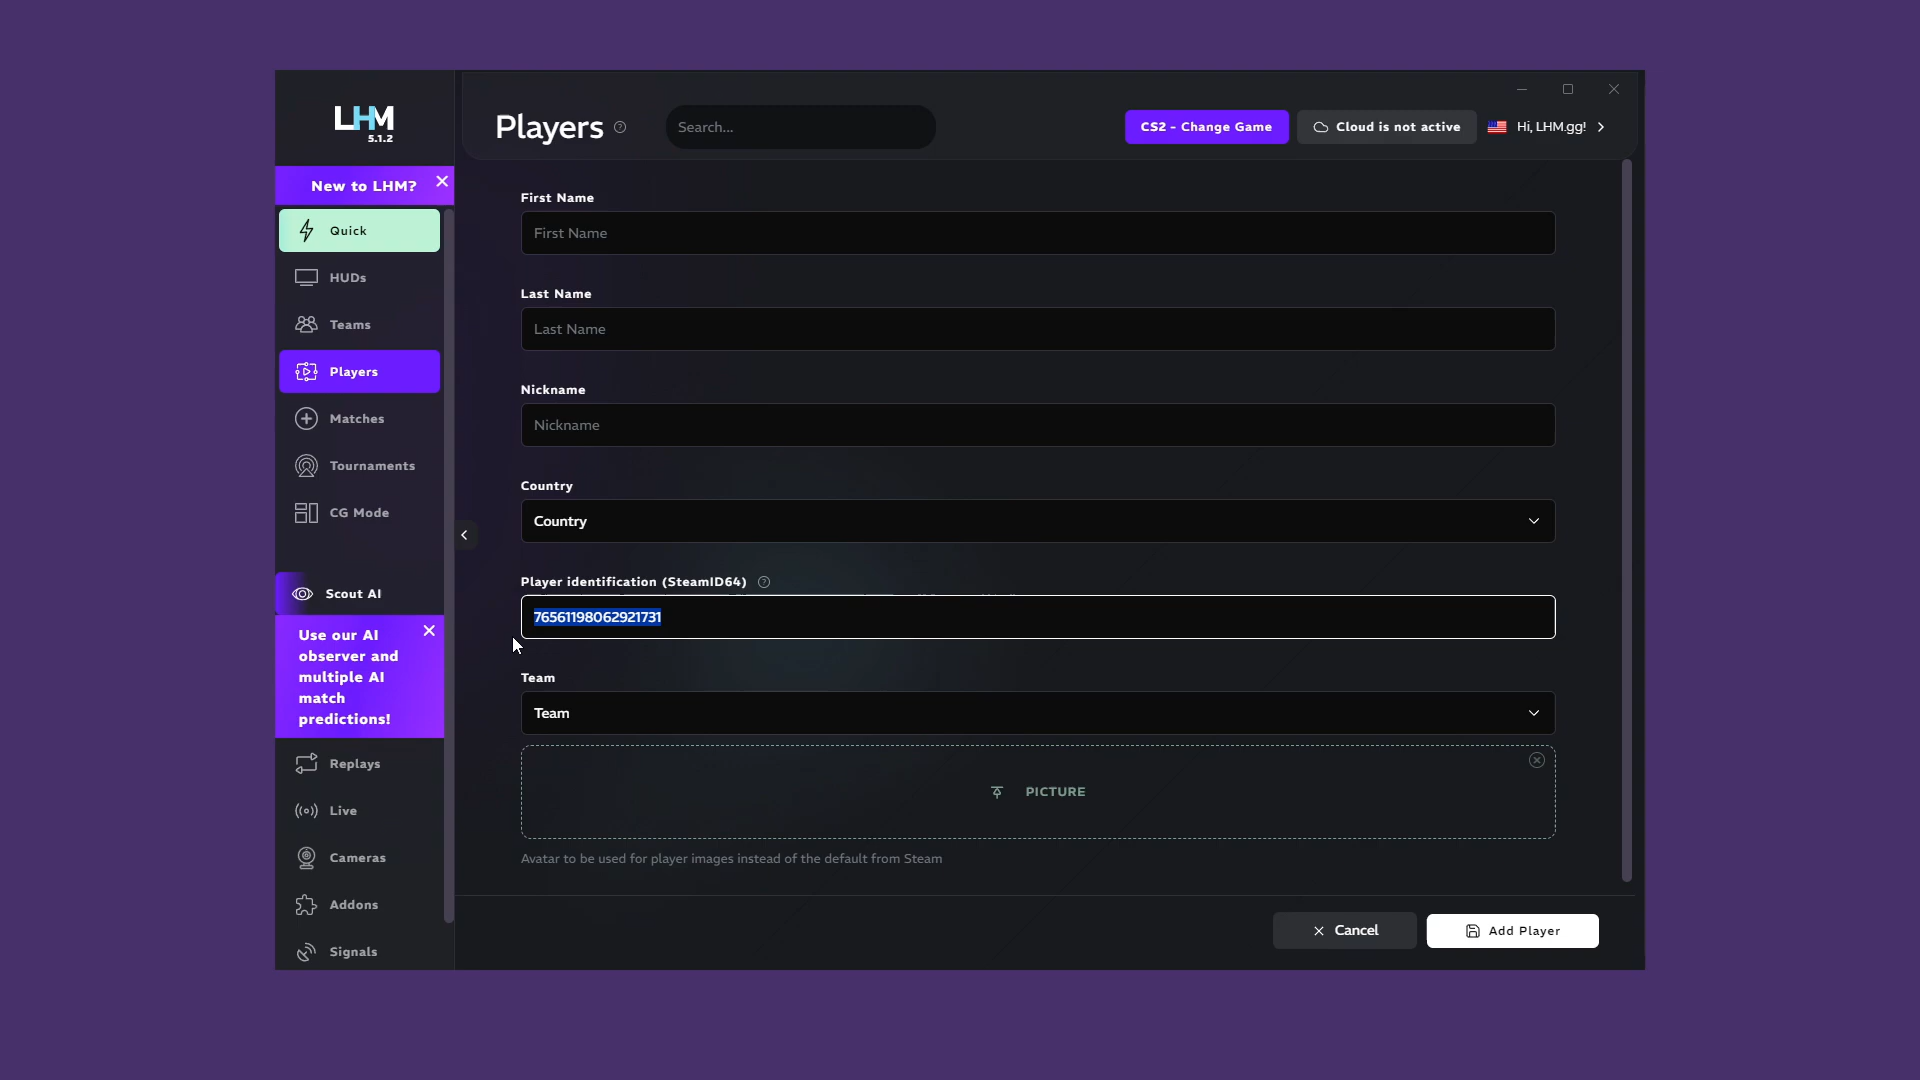 LHM
5.1.2
New to LHM?
Quick
HUDs
Teams
Players
Matches
Tournaments
CG Mode
Scout AI
Use our AI
observer and
multiple AI
match
predictions!
Replays
Live
Cameras
Addons
Signals
Players
Search...
CS2 - Change Game
Cloud is not active
Hi, LHM.gg!
First Name
First Name
Last Name
Last Name
Nickname
Nickname
Country
Country
Player identification (SteamID64)
76561198062921731
Team
Team
PICTURE
Avatar to be used for player images instead of the default from Steam
Cancel
Add Player